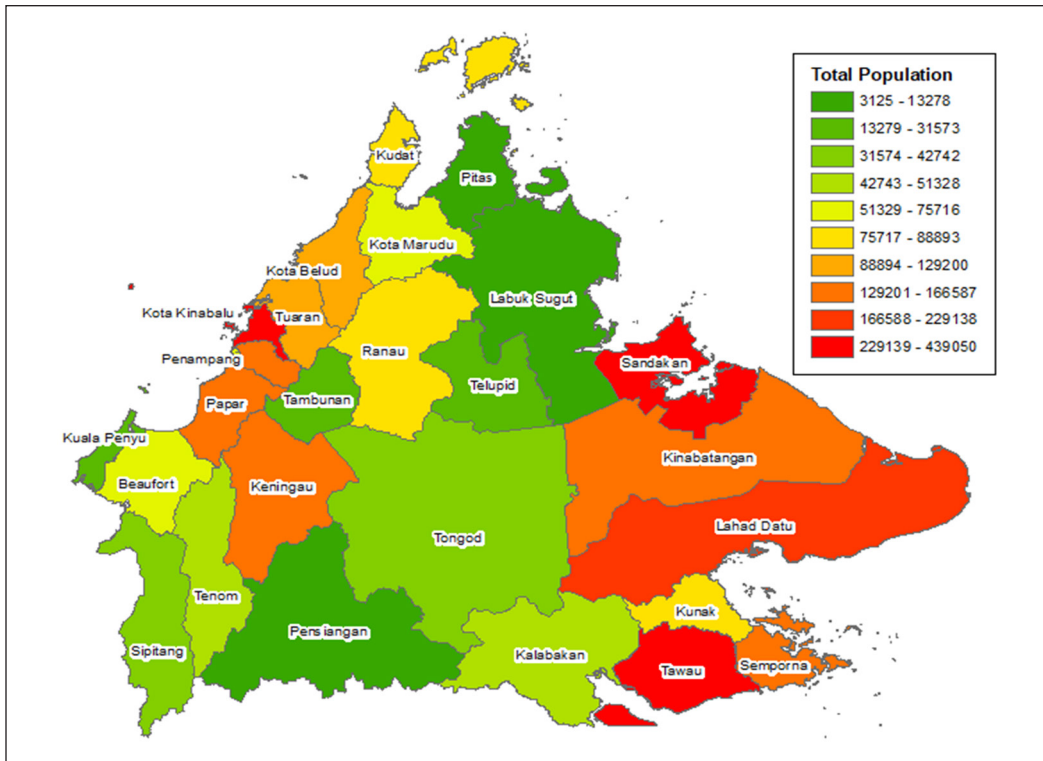 Total Population
3125 - 13278
13279 - 31573
31574 - 42742
42743 - 51328
51329 - 75716
75717 - 88893
88894 - 129200
129201 - 166587
166588 - 229138
229139 - 439050
Kudat
Pitas
Kota Marudu
Kota Belud
Labuk Sugut
Kota Kinabalu
Tuaran
Ranau
Penampang
Sandakan
Telupid
Tambunan
Papar
Kuala Penyu
Kinabatangan
Beaufort
Keningau
Lahad Datu
Tongod
Tenom
Kunak
Pensiangan
Sipitang
Kalabakan
Tawau
Semporna